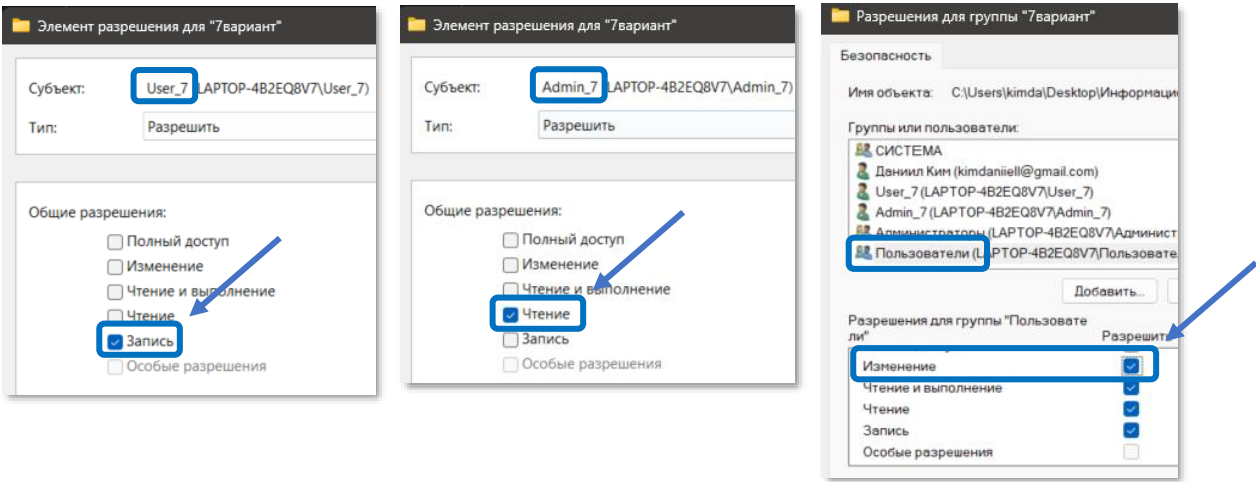 Элемент разрешения для "7вариант"
Субъект: User_7 (LAPTOP-4B2EQ8V7\User_7)
Тип: Разрешить
Общие разрешения:
Полный доступ
Изменение
Чтение и выполнение
Чтение
Запись
Особые разрешения
Элемент разрешения для "7вариант"
Субъект: Admin_7 (LAPTOP-4B2EQ8V7\Admin_7)
Тип: Разрешить
Общие разрешения:
Полный доступ
Изменение
Чтение и выполнение
Чтение
Запись
Особые разрешения
Разрешения для группы "7вариант"
Безопасность
Имя объекта: C:\Users\kimda\Desktop\Информаци
Группы или пользователи:
СИСТЕМА
Даниил Ким (kimdaniiell@gmail.com)
User_7 (LAPTOP-4B2EQ8V7\User_7)
Admin_7 (LAPTOP-4B2EQ8V7\Admin_7)
Администраторы (LAPTOP-4B2EQ8V7\Админист
Пользователи (LAPTOP-4B2EQ8V7\Пользовате
Добавить...
Разрешения для группы "Пользовате
ли" Разрешить
Изменение
Чтение и выполнение
Чтение
Запись
Особые разрешения